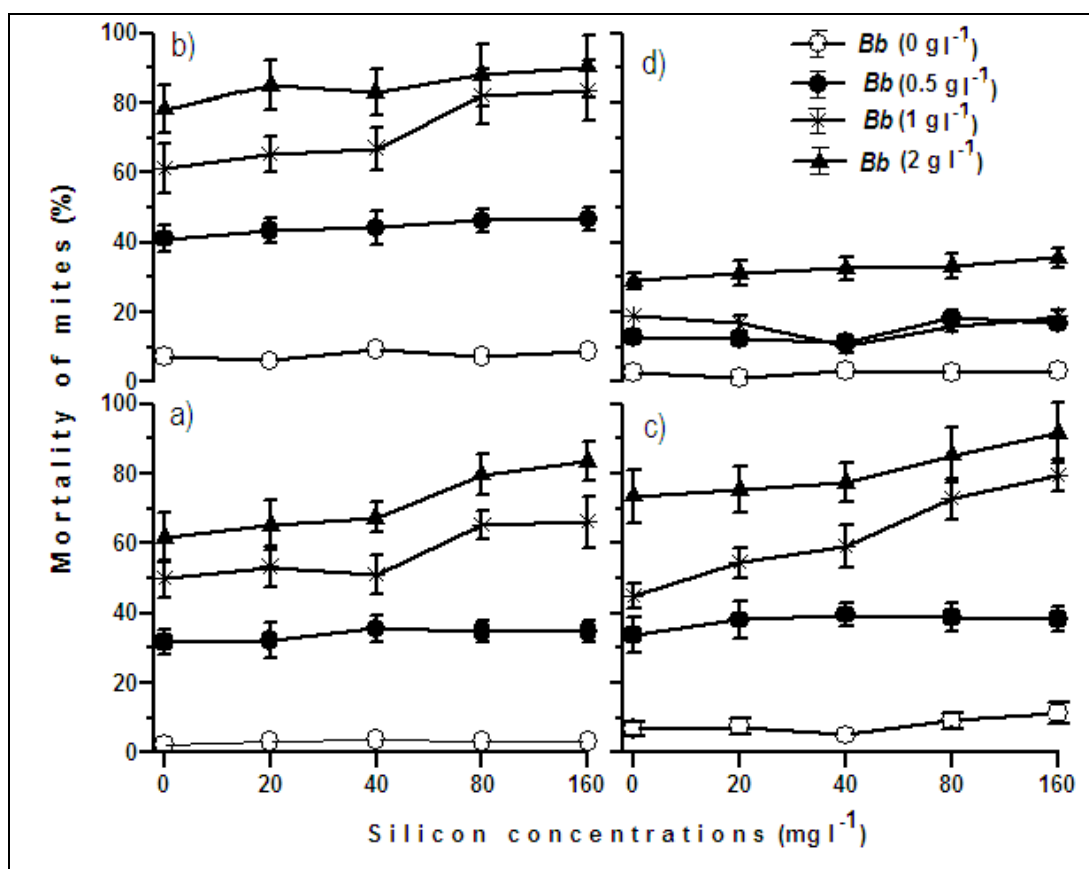 Mortality of mites (%)
b)
100
80
60
40
20
0
d)
Bb (0 g l⁻¹)
Bb (0.5 g l⁻¹)
Bb (1 g l⁻¹)
Bb (2 g l⁻¹)
a)
100
80
60
40
20
0
c)
0 20 40 80 160
0 20 40 80 160
Silicon concentrations (mg l⁻¹)